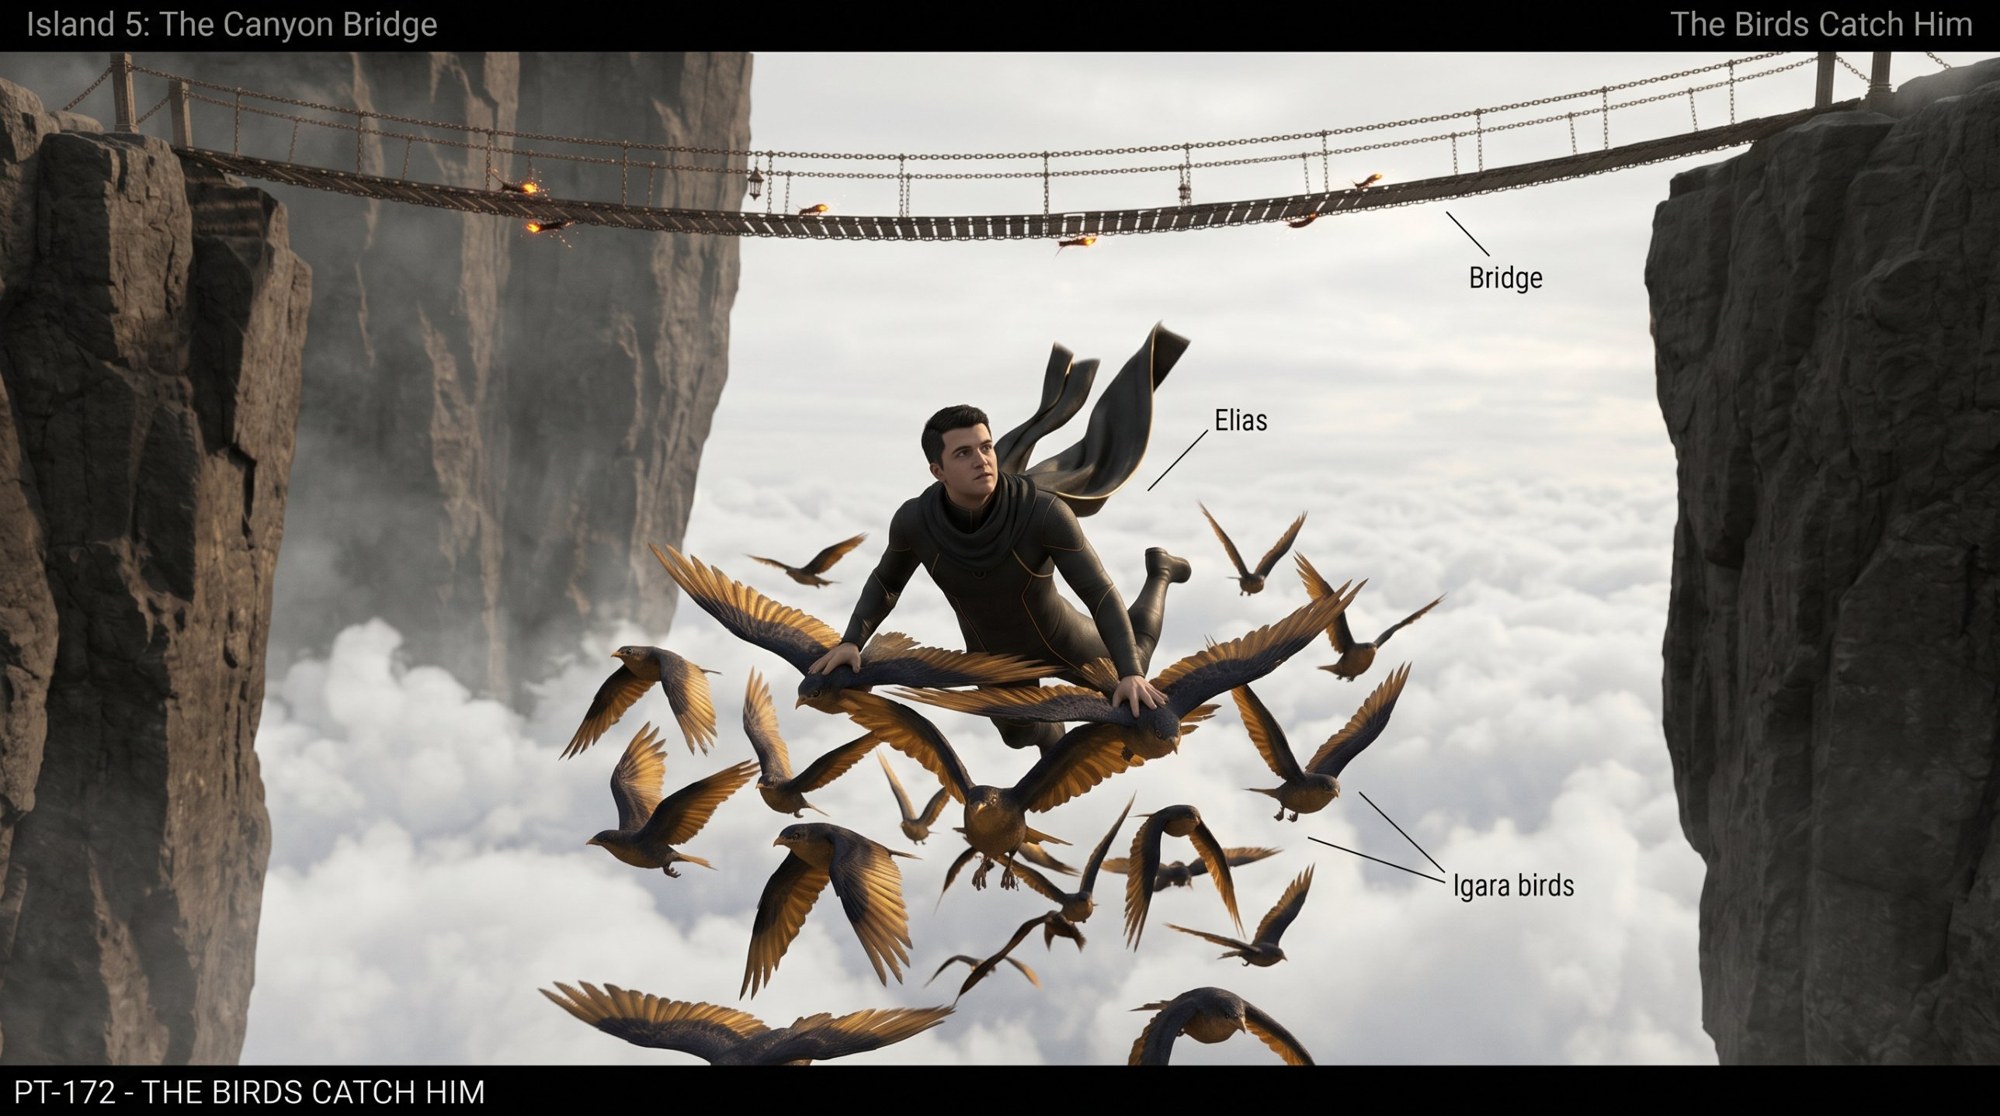 Island 5: The Canyon Bridge
The Birds Catch Him
Bridge
Elias
Igara birds
PT-172 - THE BIRDS CATCH HIM